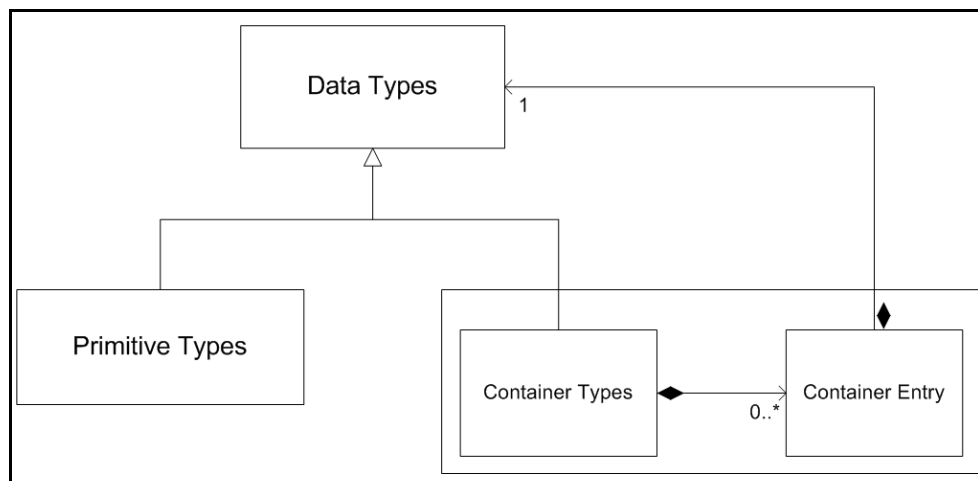 Data Types
1
Primitive Types
Container Types
0..*
Container Entry